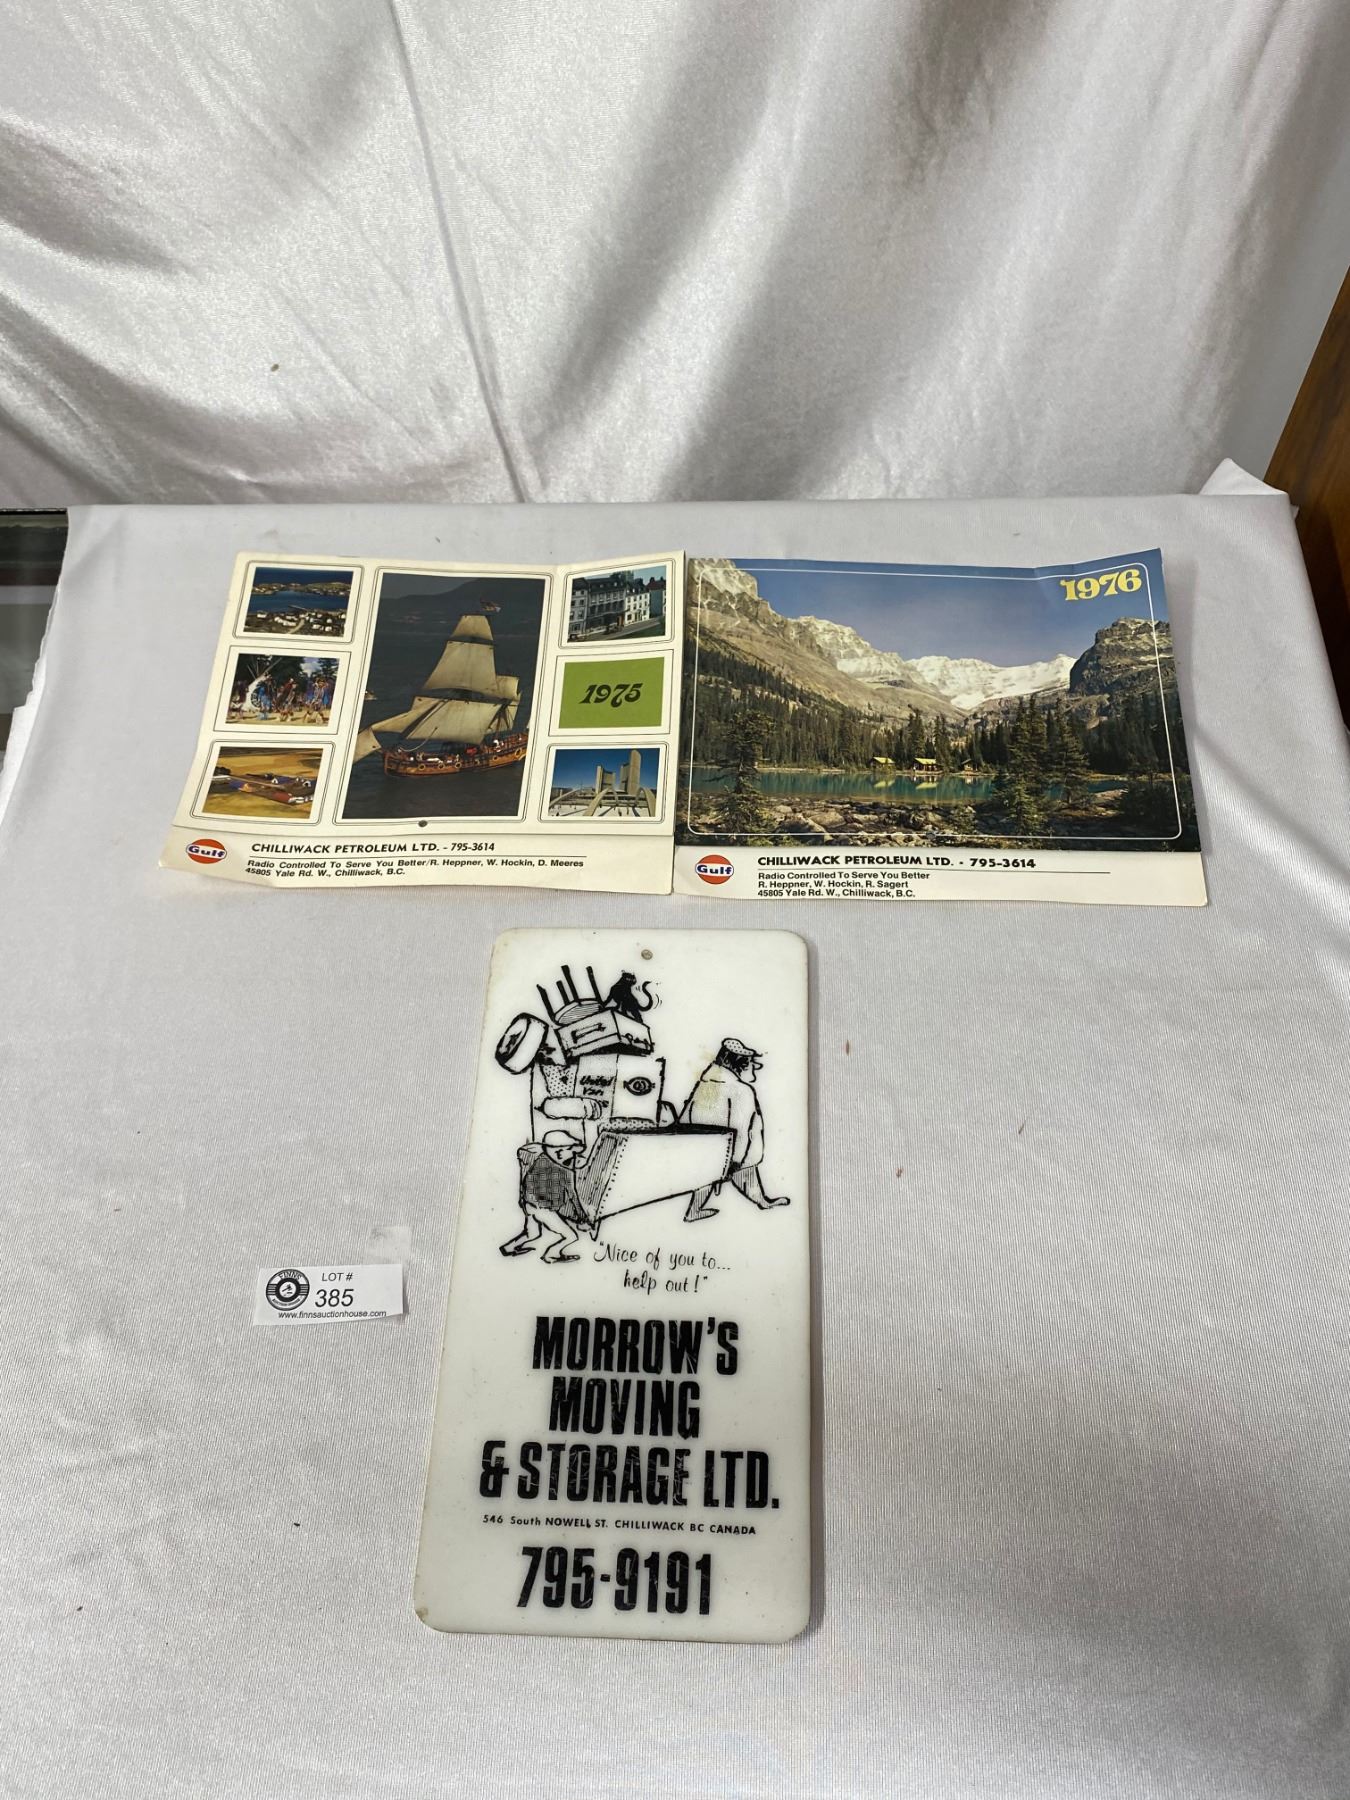 1975
Gulf
CHILLIWACK PETROLEUM LTD. - 795-3614
Radio Controlled To Serve You Better/R. Heppner, W. Hockin, D. Meeres
45805 Yale Rd. W., Chilliwack, B.C.
1976
Gulf
CHILLIWACK PETROLEUM LTD. - 795-3614
Radio Controlled To Serve You Better
R. Heppner, W. Hockin, R. Sagert
45805 Yale Rd. W., Chilliwack, B.C.
United
Van
"Nice of you to...
help out!"
MORROW'S
MOVING
& STORAGE LTD.
546 South NOWELL ST. CHILLIWACK BC CANADA
795-9191
FINNS
LOT #
385
www.finnsauctionhouse.com